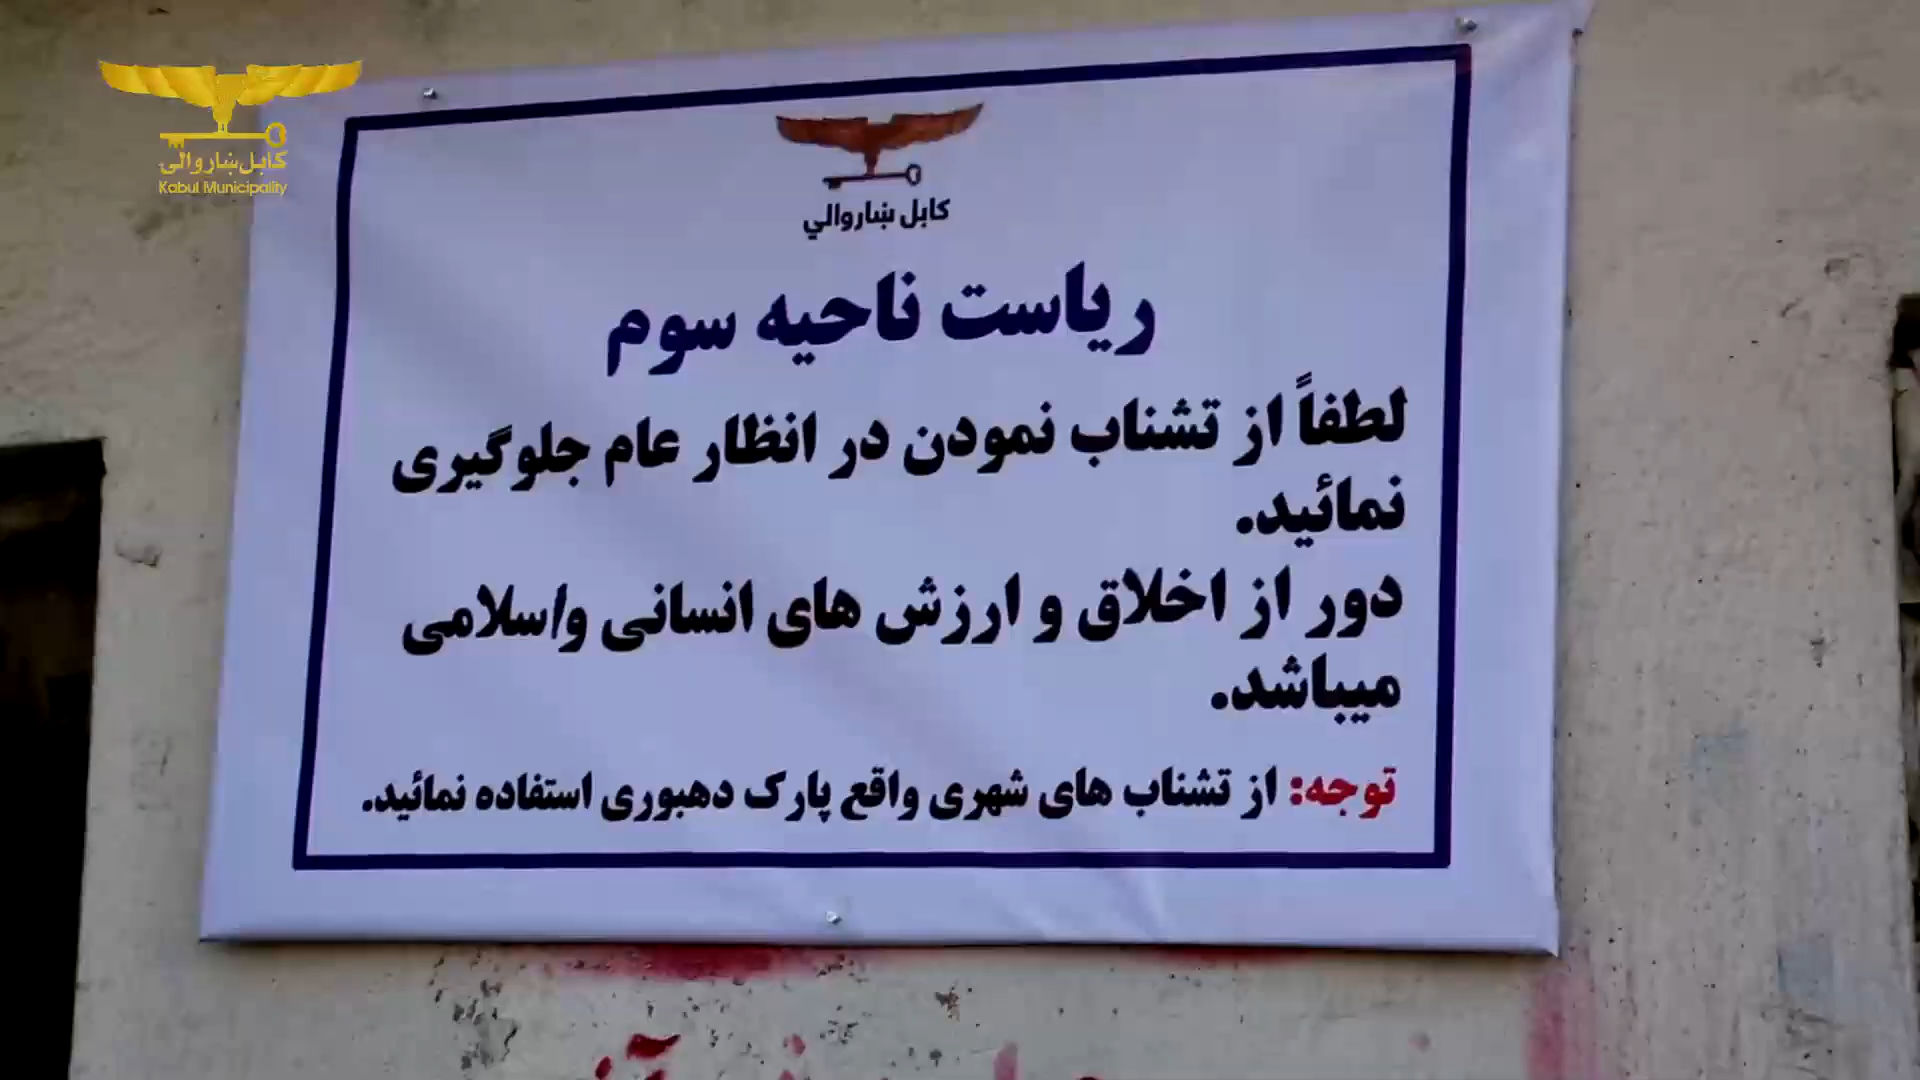 کابل ښاروالی
Kabul Municipality
کابل ښاروالي
ریاست ناحیه سوم
لطفاً از تشناب نمودن در انظار عام جلوگیری
نمائید.
دور از اخلاق و ارزش های انسانی و/سلامی
میباشد.
توجه: از تشناب های شهری واقع پارک دهبوری استفاده نمائید.